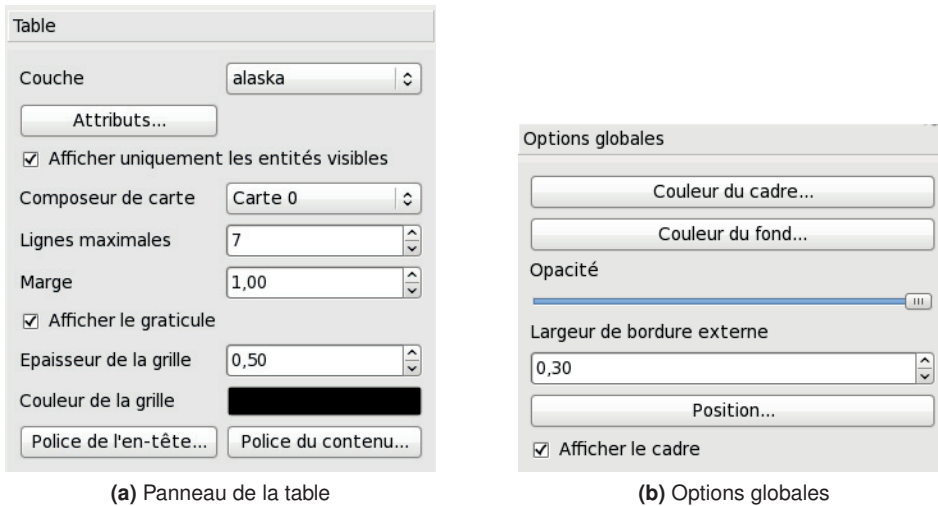 Table
Couche alaska
Attributs...
Afficher uniquement les entités visibles
Composeur de carte Carte 0
Lignes maximales 7
Marge 1,00
Afficher le graticule
Epaisseur de la grille 0,50
Couleur de la grille
Police de l'en-tête... Police du contenu...
(a) Panneau de la table
Options globales
Couleur du cadre...
Couleur du fond...
Opacité
Largeur de bordure externe
0,30
Position...
Afficher le cadre
(b) Options globales